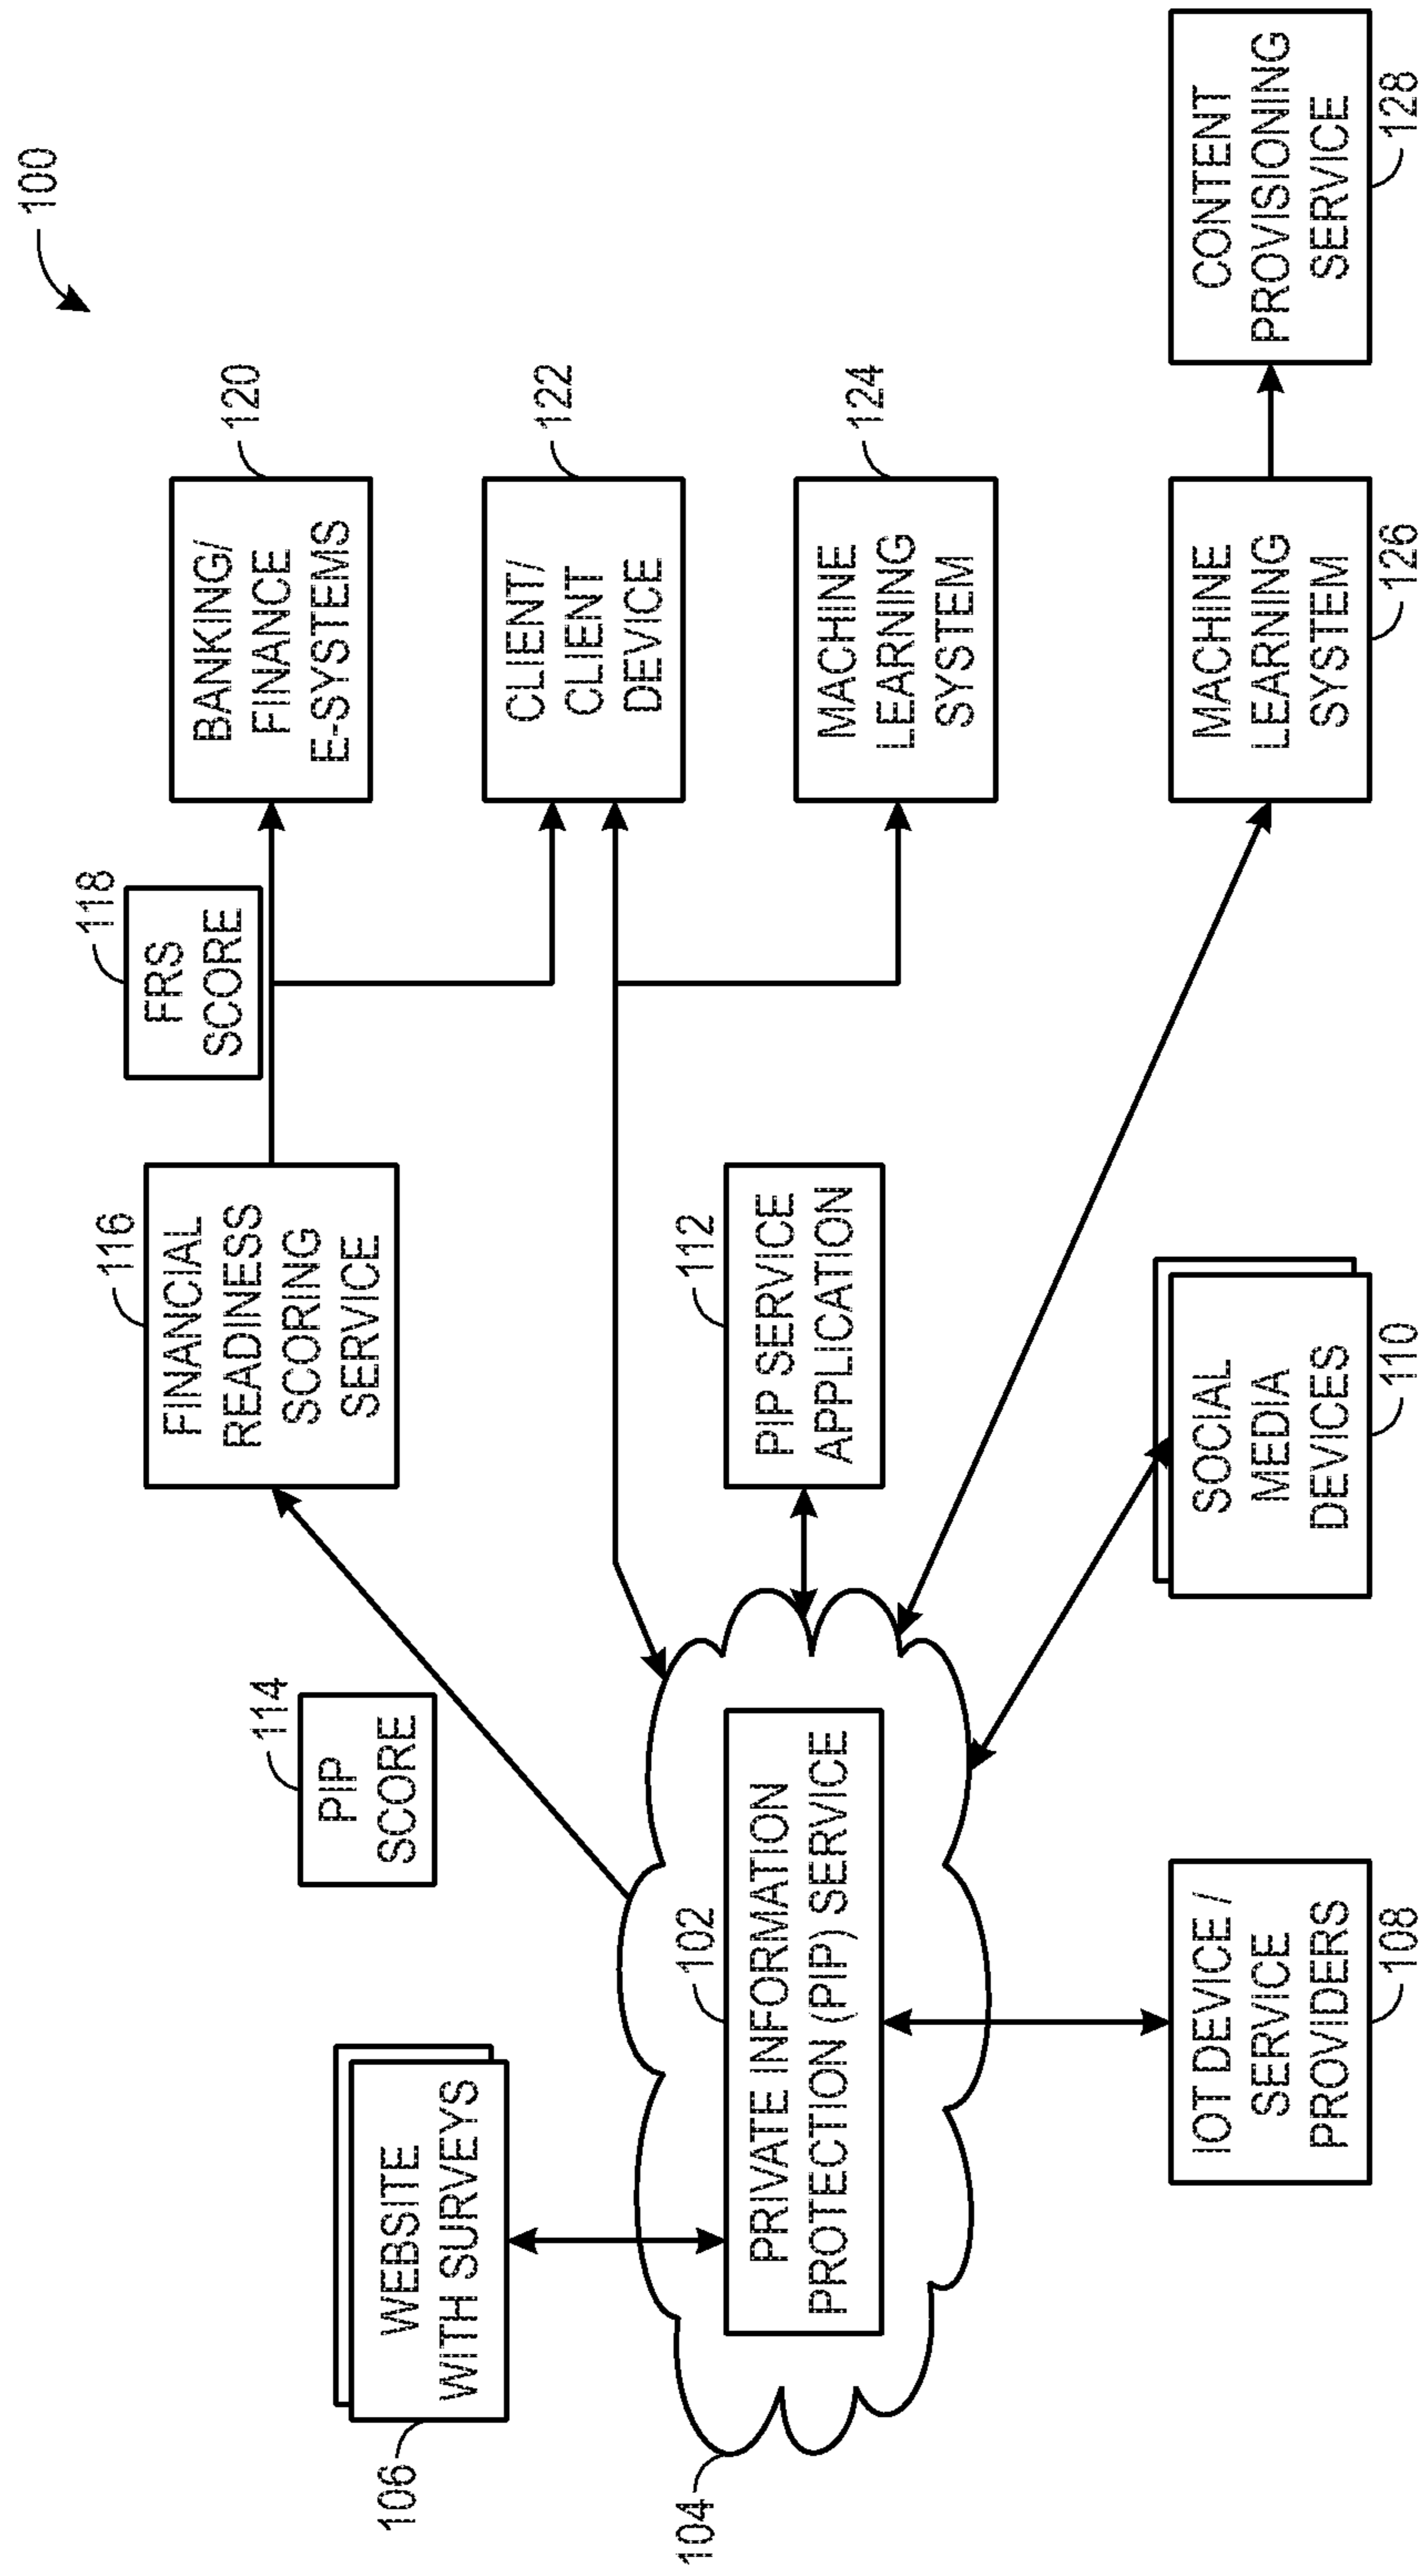 100
106
WEBSITE
WITH SURVEYS
114
PIP
SCORE
116
FINANCIAL
READINESS
SCORING
SERVICE
118
FRS
SCORE
120
BANKING/
FINANCE
E-SYSTEMS
122
CLIENT/
CLIENT
DEVICE
104
102
PRIVATE INFORMATION
PROTECTION (PIP) SERVICE
112
PIP SERVICE
APPLICATION
124
MACHINE
LEARNING
SYSTEM
IOT DEVICE /
SERVICE
PROVIDERS
108
SOCIAL
MEDIA
DEVICES
110
MACHINE
LEARNING
SYSTEM
126
CONTENT
PROVISIONING
SERVICE
128